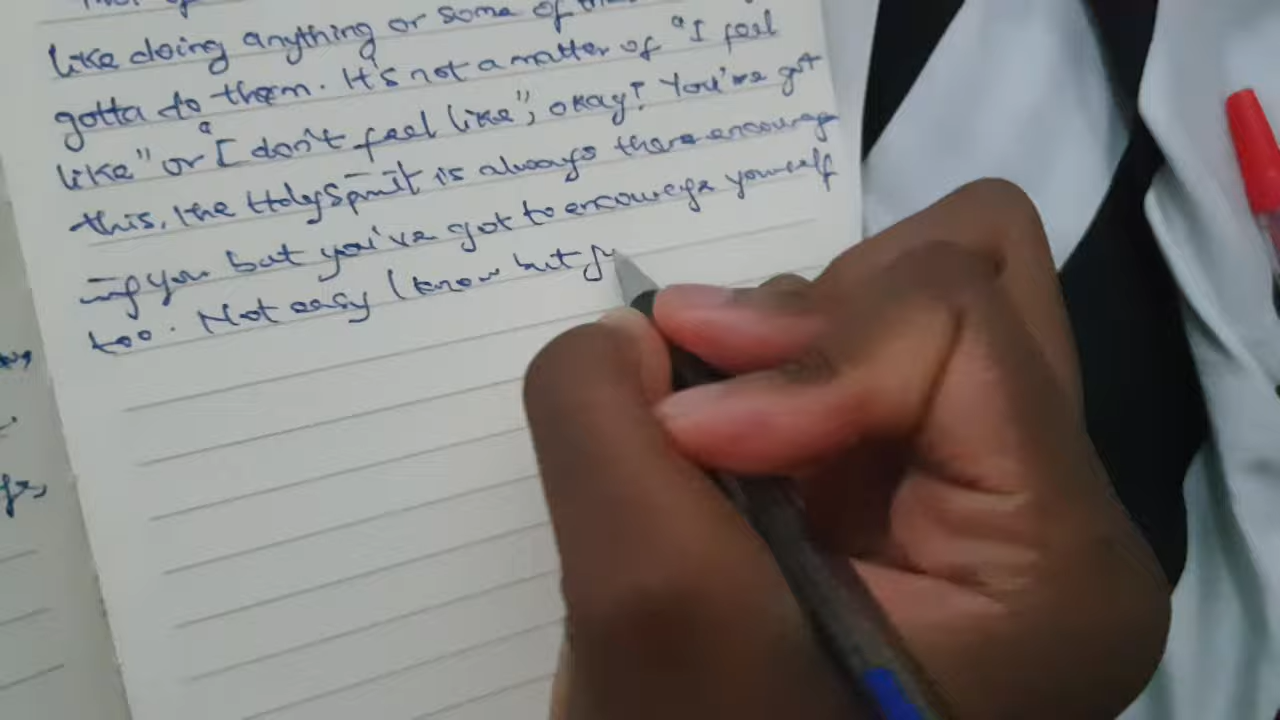 like doing anything or some of
gotta do them. It's not a matter of "I feel
like" or "I don't feel like", okay? You've got
this, the Holy Spirit is always there encourag
-ing you but you've got to encourage yourself
too. Not easy I know but